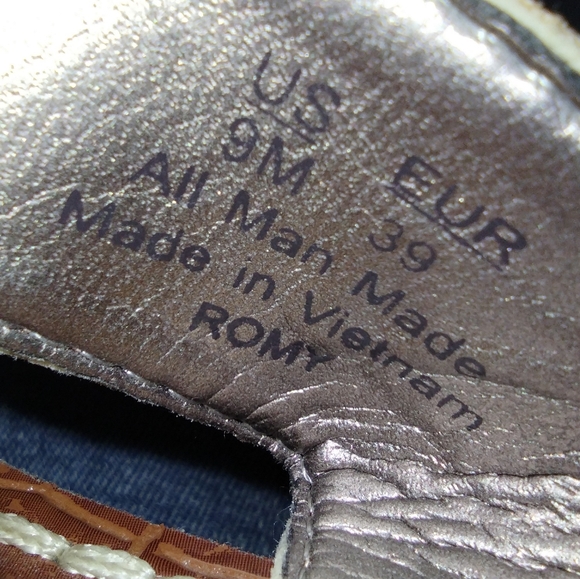 US EUR
9M 39
All Man Made
Made in Vietnam
ROMY